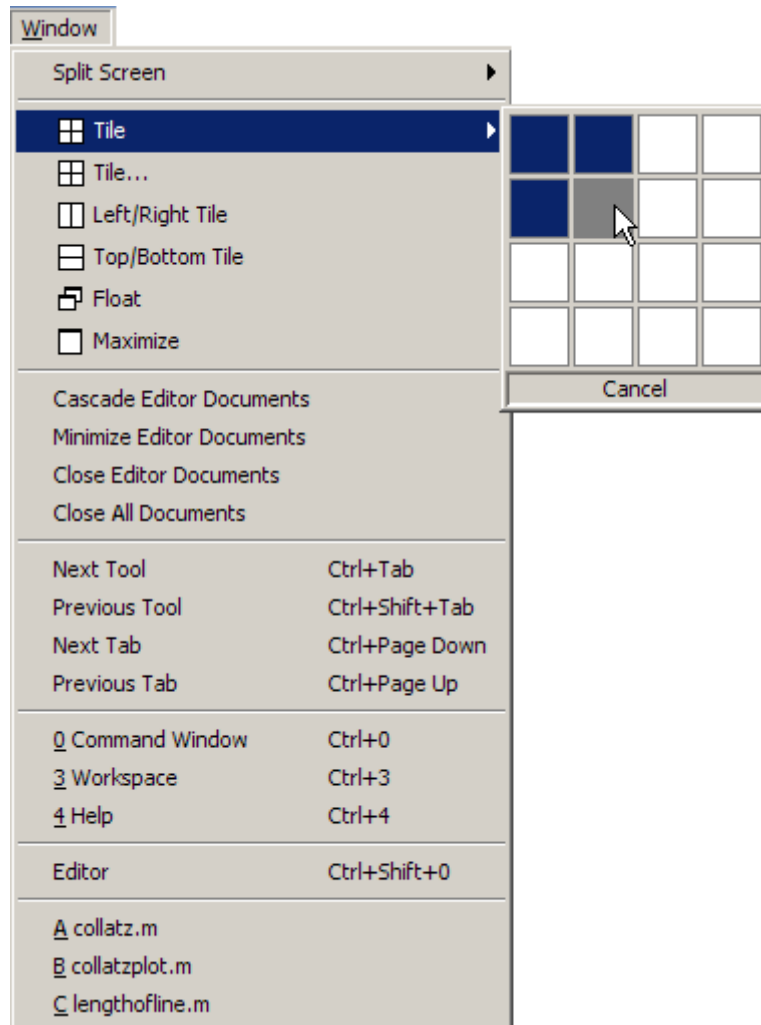 Window
Split Screen
Tile
Tile...
Left/Right Tile
Top/Bottom Tile
Float
Maximize
Cancel
Cascade Editor Documents
Minimize Editor Documents
Close Editor Documents
Close All Documents
Next Tool Ctrl+Tab
Previous Tool Ctrl+Shift+Tab
Next Tab Ctrl+Page Down
Previous Tab Ctrl+Page Up
0 Command Window Ctrl+0
3 Workspace Ctrl+3
4 Help Ctrl+4
Editor Ctrl+Shift+0
A collatz.m
B collatzplot.m
C lengthofline.m